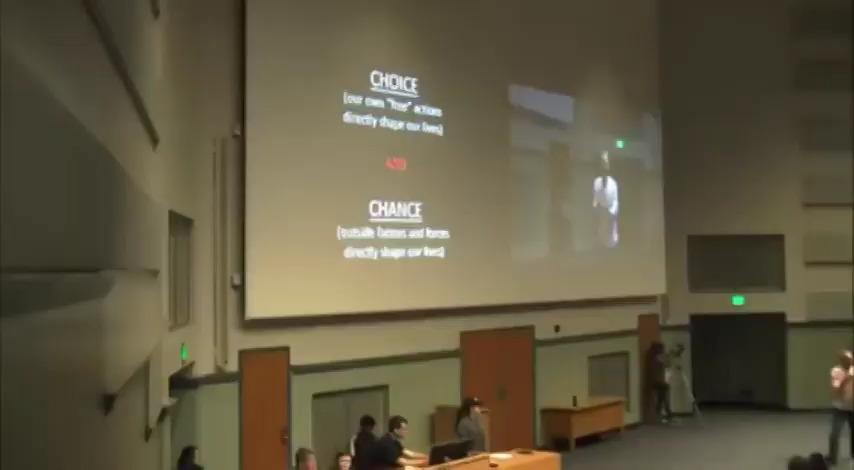 CHOICE
(our own "free" actions
directly shape our lives)
AND
CHANCE
(outside factors and forces
directly shape our lives)